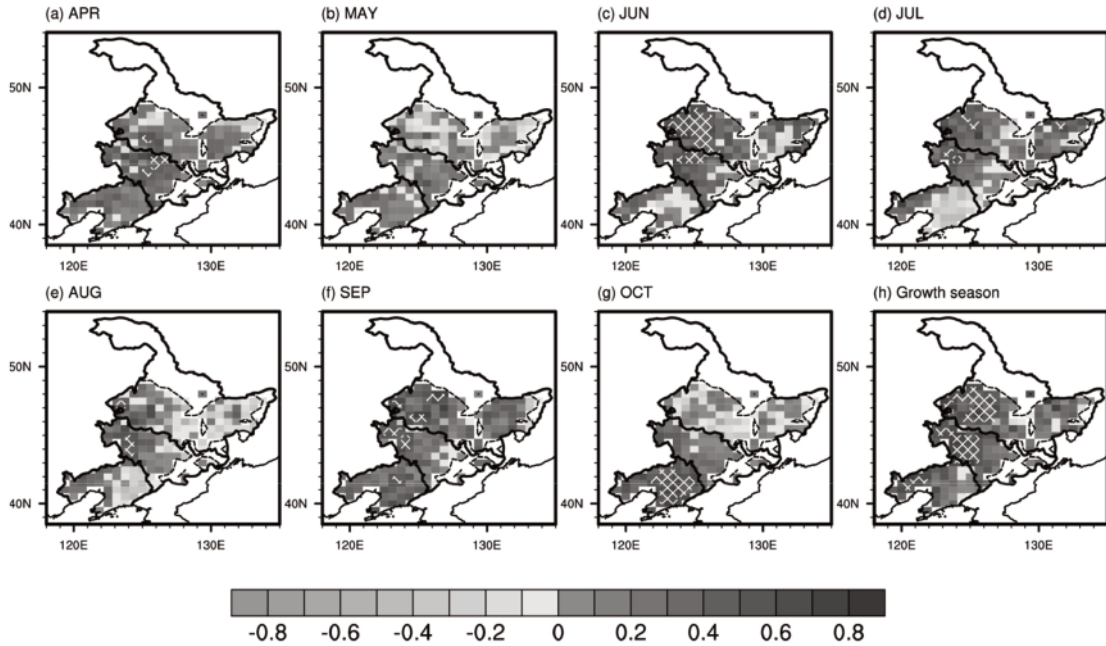 (a) APR (b) MAY (c) JUN (d) JUL
50N 50N 50N 50N
40N 40N 40N 40N
120E 130E 120E 130E 120E 130E 120E 130E
(e) AUG (f) SEP (g) OCT (h) Growth season
50N 50N 50N 50N
40N 40N 40N 40N
120E 130E 120E 130E 120E 130E 120E 130E
-0.8 -0.6 -0.4 -0.2 0 0.2 0.4 0.6 0.8